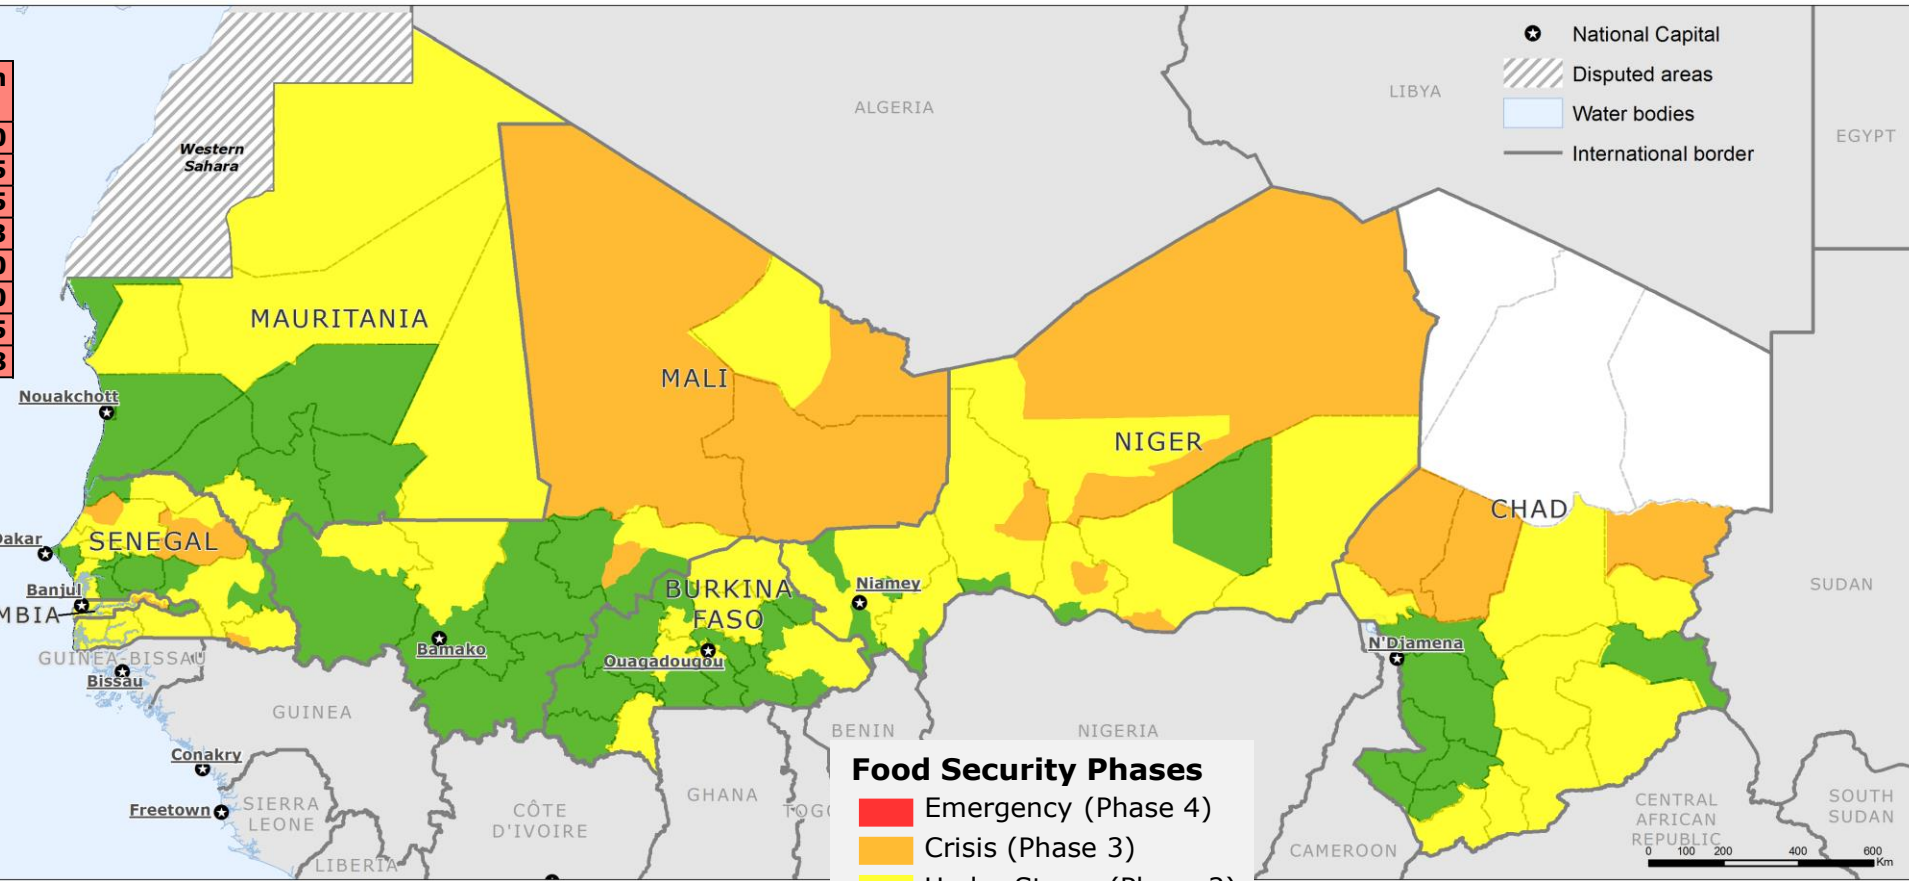 National Capital
Disputed areas
Water bodies
International border
ALGERIA
LIBYA
EGYPT
Western
Sahara
MAURITANIA
MALI
NIGER
CHAD
Nouakchott
Dakar
SENEGAL
Banjul
MBIA
BURKINA
FASO
Niamey
SUDAN
GUINEA-BISSAU
Bissau
Bamako
Ouagadougou
N'Djamena
GUINEA
BENIN
NIGERIA
Conakry
Freetown
SIERRA
LEONE
CÔTE
D'IVOIRE
GHANA
TOGO
LIBERIA
CAMEROON
CENTRAL
AFRICAN
REPUBLIC
SOUTH
SUDAN
0 100 200 400 600
Km
Food Security Phases
Emergency (Phase 4)
Crisis (Phase 3)